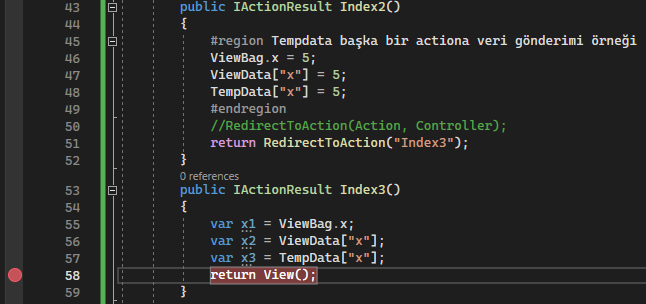 43 public IActionResult Index2()
44 {
45 #region Tempdata başka bir actiona veri gönderimi örneği
46 ViewBag.x = 5;
47 ViewData["x"] = 5;
48 TempData["x"] = 5;
49 #endregion
50 //RedirectToAction(Action, Controller);
51 return RedirectToAction("Index3");
52 }
0 references
53 public IActionResult Index3()
54 {
55 var x1 = ViewBag.x;
56 var x2 = ViewData["x"];
57 var x3 = TempData["x"];
58 return View();
59 }